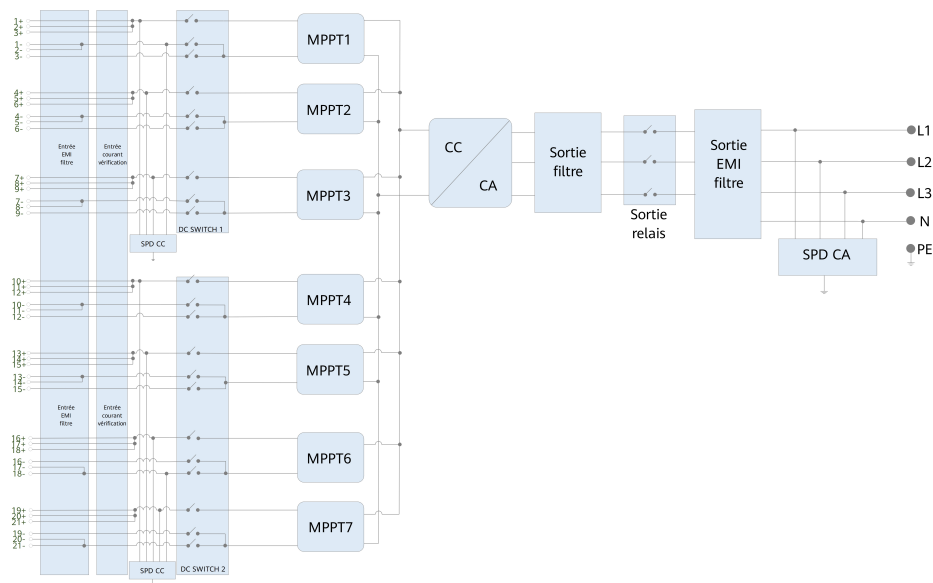 1+
2+
3+
1-
2-
3-
MPPT1
4+
5+
6+
4-
5-
6-
MPPT2
Entrée
EMI
filtre
Entrée
courant
vérification
7+
8+
9+
7-
8-
9-
MPPT3
DC SWITCH 1
SPD CC
10+
11+
12+
10-
11-
12-
MPPT4
13+
14+
15+
13-
14-
15-
MPPT5
Entrée
EMI
filtre
Entrée
courant
vérification
16+
17+
18+
16-
17-
18-
MPPT6
19+
20+
21+
19-
20-
21-
MPPT7
SPD CC
DC SWITCH 2
CC
CA
Sortie
filtre
Sortie
relais
Sortie
EMI
filtre
L1
L2
L3
N
PE
SPD CA